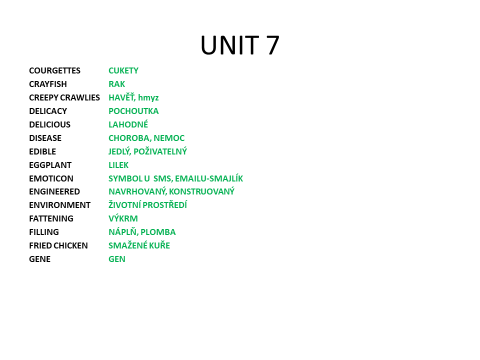 UNIT 7
COURGETTES CUKETY
CRAYFISH RAK
CREEPY CRAWLIES HAVĚŤ, hmyz
DELICACY POCHOUTKA
DELICIOUS LAHODNÉ
DISEASE CHOROBA, NEMOC
EDIBLE JEDLÝ, POŽIVATELNÝ
EGGPLANT LILEK
EMOTICON SYMBOL U SMS, EMAILU-SMAJLÍK
ENGINEERED NAVRHOVANÝ, KONSTRUOVANÝ
ENVIRONMENT ŽIVOTNÍ PROSTŘEDÍ
FATTENING VÝKRM
FILLING NÁPLŇ, PLOMBA
FRIED CHICKEN SMAŽENÉ KUŘE
GENE GEN